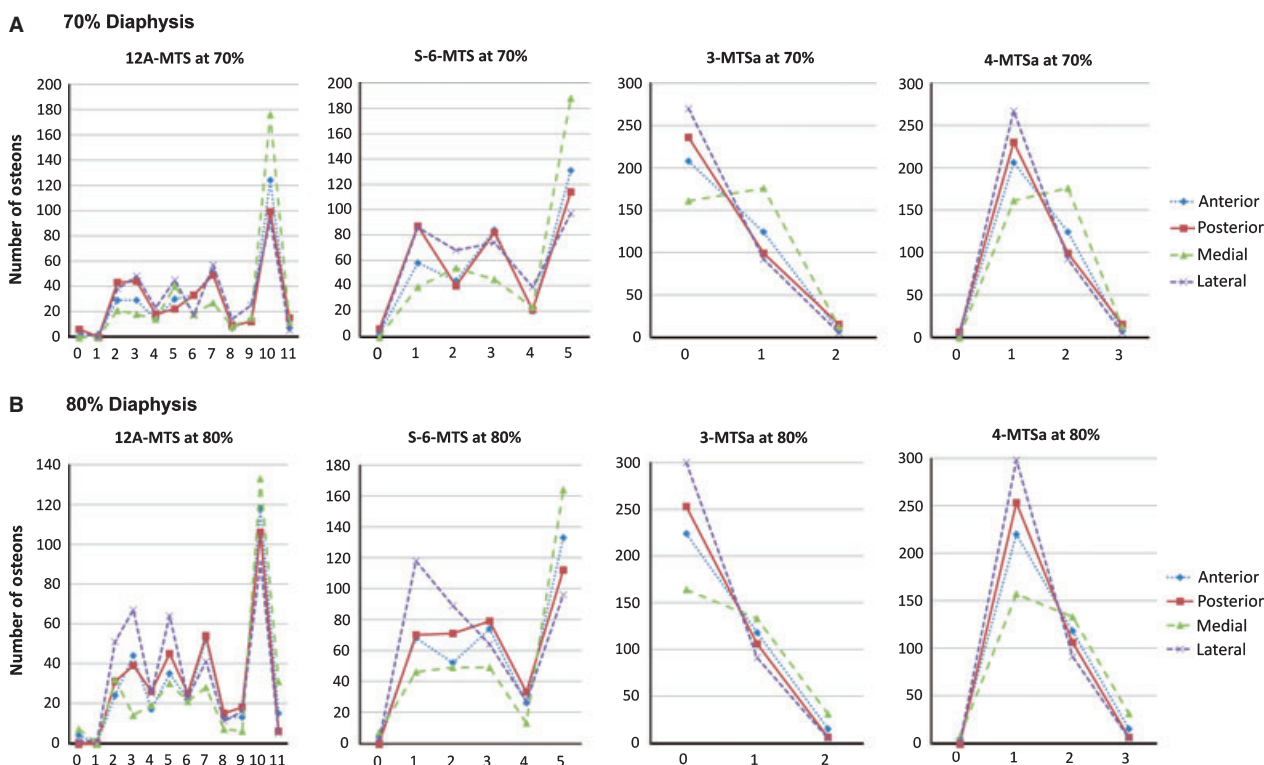 A 70% Diaphysis
12A-MTS at 70%
S-6-MTS at 70%
3-MTSa at 70%
4-MTSa at 70%
Number of osteons
200
180
160
140
120
100
80
60
40
20
0
0 1 2 3 4 5 6 7 8 9 10 11
200
180
160
140
120
100
80
60
40
20
0
0 1 2 3 4 5
300
250
200
150
100
50
0
0 1 2
300
250
200
150
100
50
0
0 1 2 3
Anterior
Posterior
Medial
Lateral
B 80% Diaphysis
12A-MTS at 80%
S-6-MTS at 80%
3-MTSa at 80%
4-MTSa at 80%
Number of osteons
140
120
100
80
60
40
20
0
0 1 2 3 4 5 6 7 8 9 10 11
180
160
140
120
100
80
60
40
20
0
0 1 2 3 4 5
300
250
200
150
100
50
0
0 1 2
300
250
200
150
100
50
0
0 1 2 3
Anterior
Posterior
Medial
Lateral